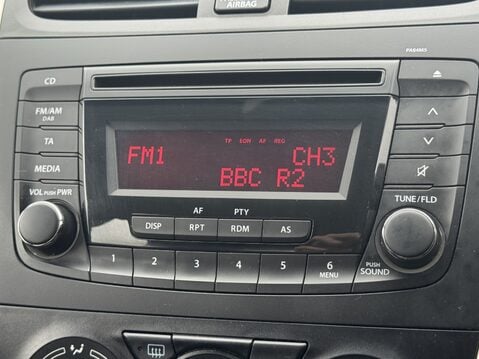 AIRBAG
PA84M5
CD
FM/AM
DAB
TA
MEDIA
VOL PUSH PWR
TP EON AF REG
FM1 CH3
BBC R2
TUNE/FLD
AF PTY
DISP RPT RDM AS
1 2 3 4 5 6
MENU
PUSH
SOUND